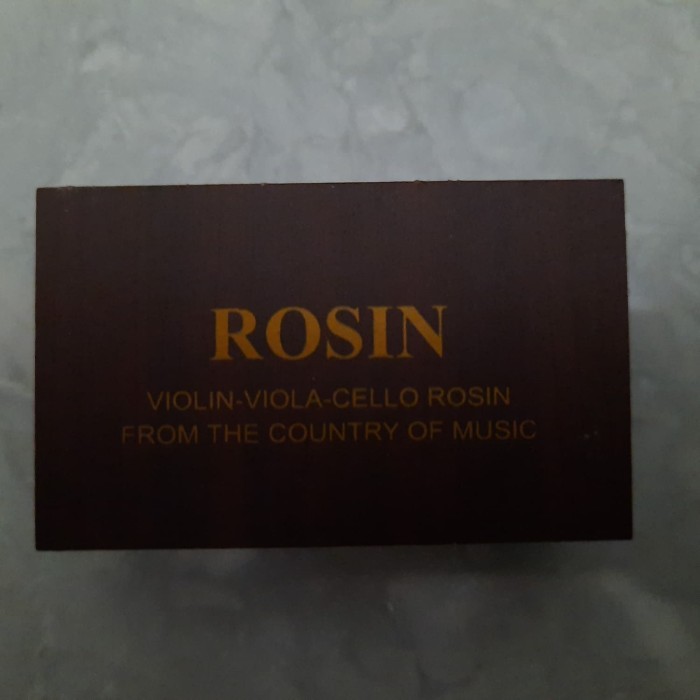 ROSIN
VIOLIN-VIOLA-CELLO ROSIN
FROM THE COUNTRY OF MUSIC